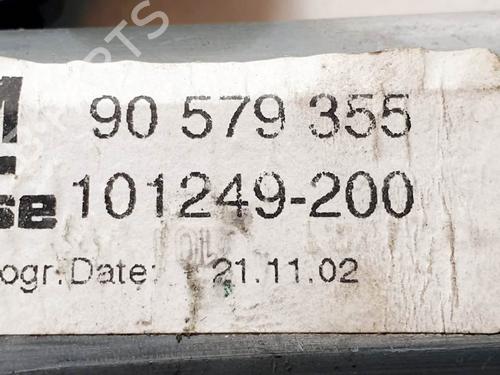 M 90 579 355
se 101249-200
ogr.Date: 21.11.02